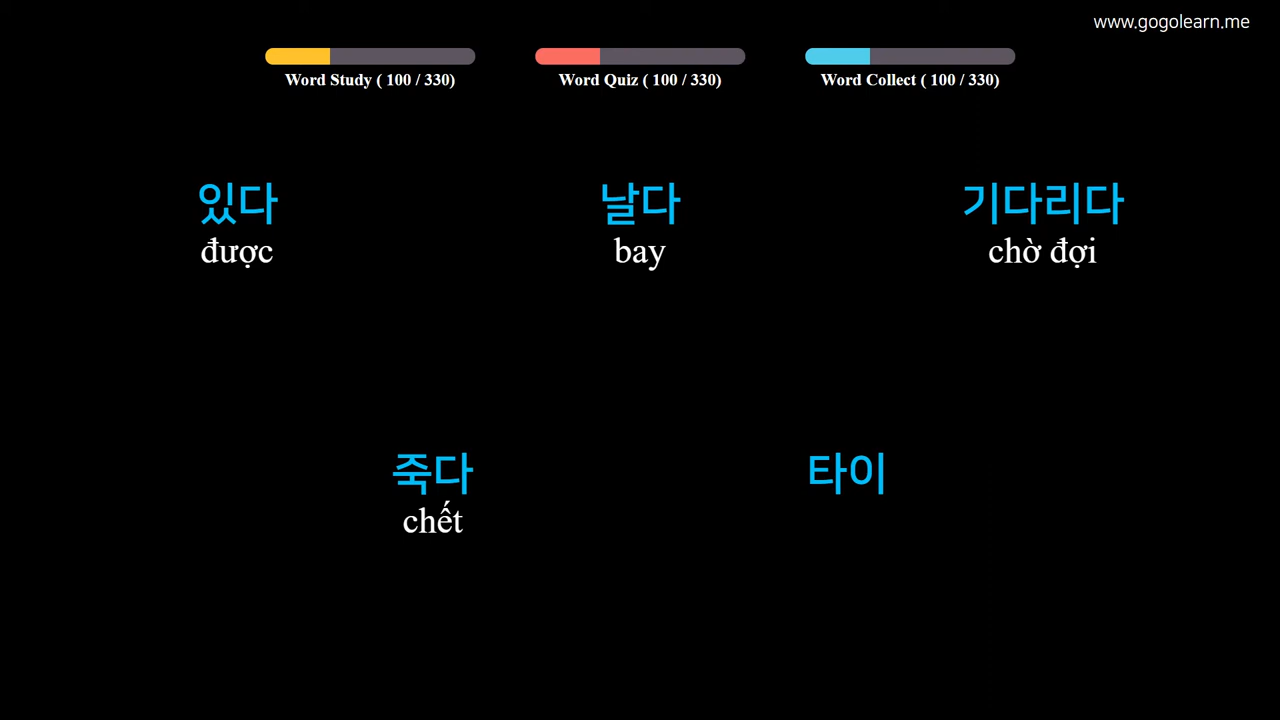 www.gogolearn.me
Word Study ( 100 / 330)
Word Quiz ( 100 / 330)
Word Collect ( 100 / 330)
있다
được
날다
bay
기다리다
chờ đợi
죽다
chết
타이